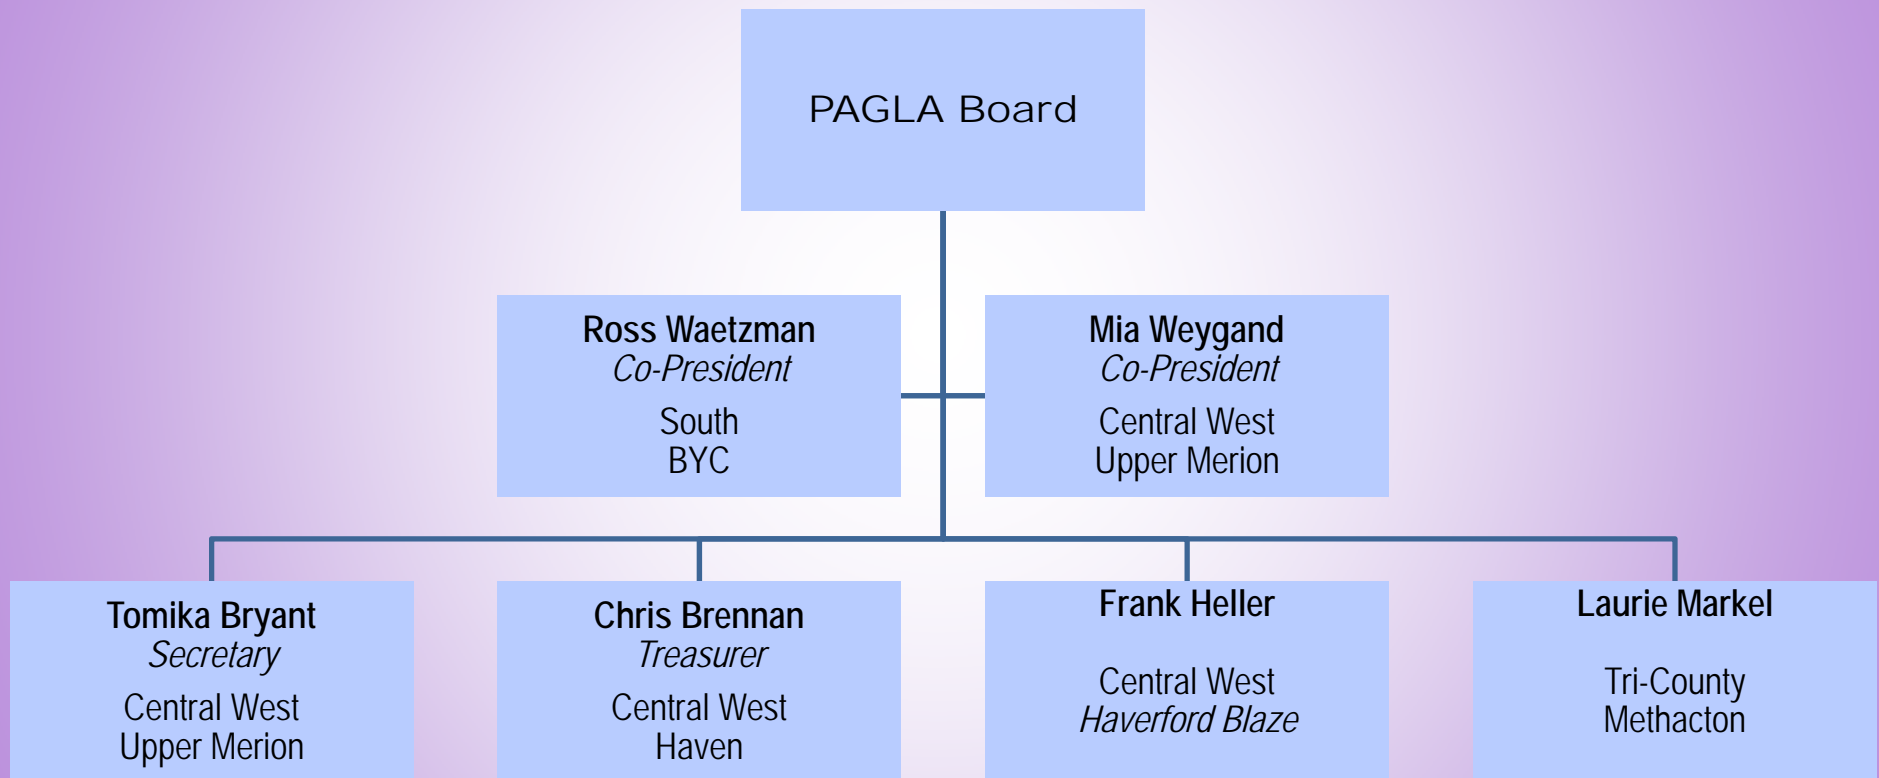 PAGLA Board
Ross Waetzman
Co-President
South
BYC
Mia Weygand
Co-President
Central West
Upper Merion
Tomika Bryant
Secretary
Central West
Upper Merion
Chris Brennan
Treasurer
Central West
Haven
Frank Heller
Central West
Haverford Blaze
Laurie Markel
Tri-County
Methacton